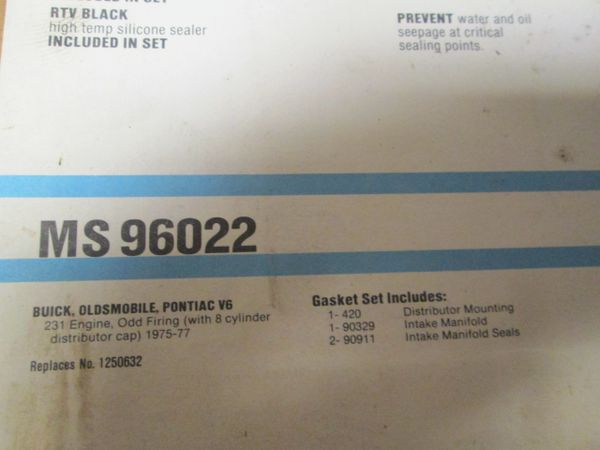 RTV BLACK
high temp silicone sealer
INCLUDED IN SET
PREVENT water and oil
seepage at critical
sealing points.
MS 96022
BUICK, OLDSMOBILE, PONTIAC V6
231 Engine, Odd Firing (with 8 cylinder
distributor cap) 1975-77
Replaces No. 1250632
Gasket Set Includes:
1- 420 Distributor Mounting
1- 90329 Intake Manifold
2- 90911 Intake Manifold Seals